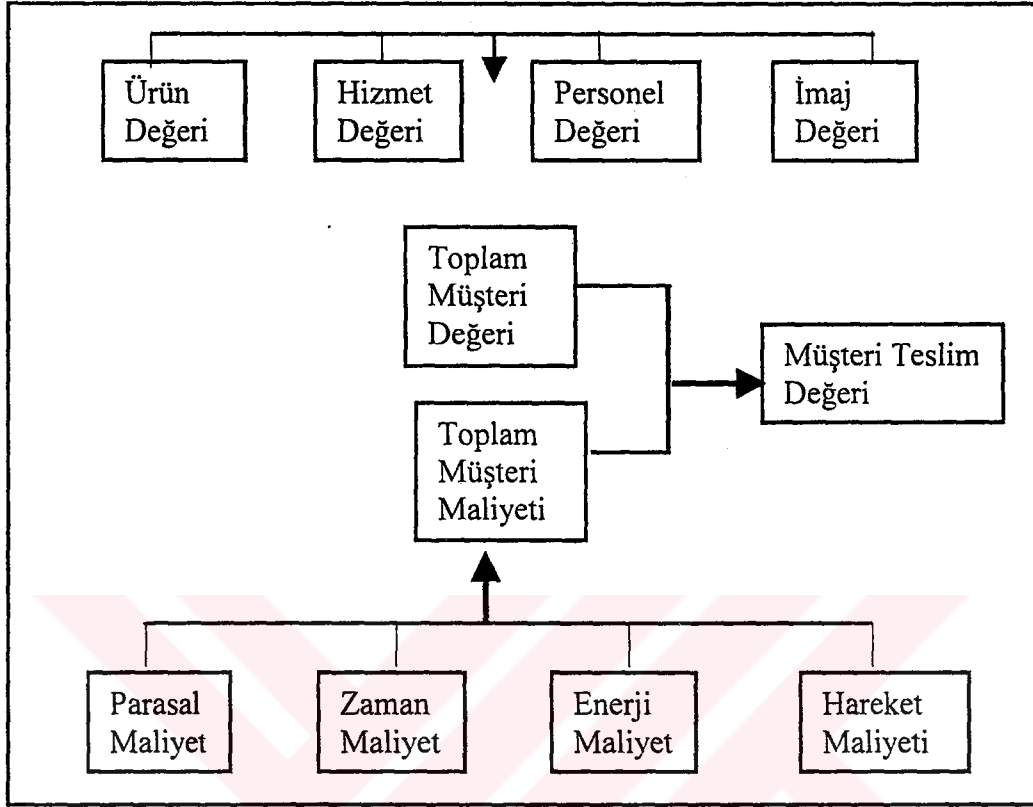 Ürün
Değeri
Hizmet
Değeri
Personel
Değeri
İmaj
Değeri
Toplam
Müşteri
Değeri
Müşteri Teslim
Değeri
Toplam
Müşteri
Maliyeti
Parasal
Maliyet
Zaman
Maliyet
Enerji
Maliyet
Hareket
Maliyeti